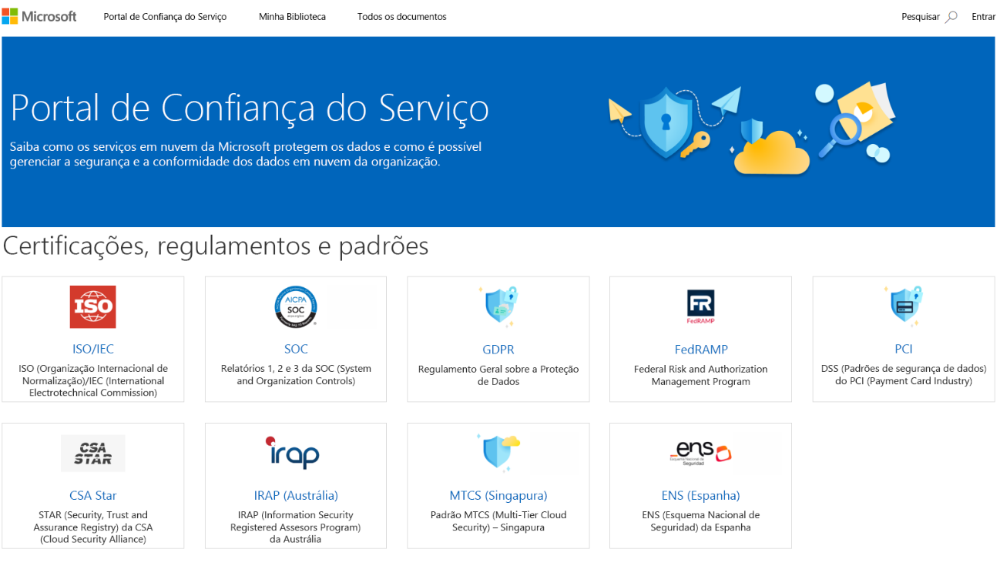 Microsoft
Portal de Confiança do Serviço
Minha Biblioteca
Todos os documentos
Pesquisar
Entrar
Portal de Confiança do Serviço
Saiba como os serviços em nuvem da Microsoft protegem os dados e como é possível
gerenciar a segurança e a conformidade dos dados em nuvem da organização.
Certificações, regulamentos e padrões
ISO
ISO/IEC
ISO (Organização Internacional de
Normalização)/IEC (International
Electrotechnical Commission)
AICPA
SOC
SOC
Relatórios 1, 2 e 3 da SOC (System
and Organization Controls)
GDPR
Regulamento Geral sobre a Proteção
de Dados
FR
FedRAMP
FedRAMP
Federal Risk and Authorization
Management Program
PCI
DSS (Padrões de segurança de dados)
do PCI (Payment Card Industry)
CSA
STAR
CSA Star
STAR (Security, Trust and
Assurance Registry) da CSA
(Cloud Security Alliance)
irap
IRAP (Austrália)
IRAP (Information Security
Registered Assessors Program)
da Austrália
MTCS (Singapura)
Padrão MTCS (Multi-Tier Cloud
Security) – Singapura
ens
Esquema Nacional de
Seguridad
ENS (Espanha)
ENS (Esquema Nacional de
Seguridad) da Espanha